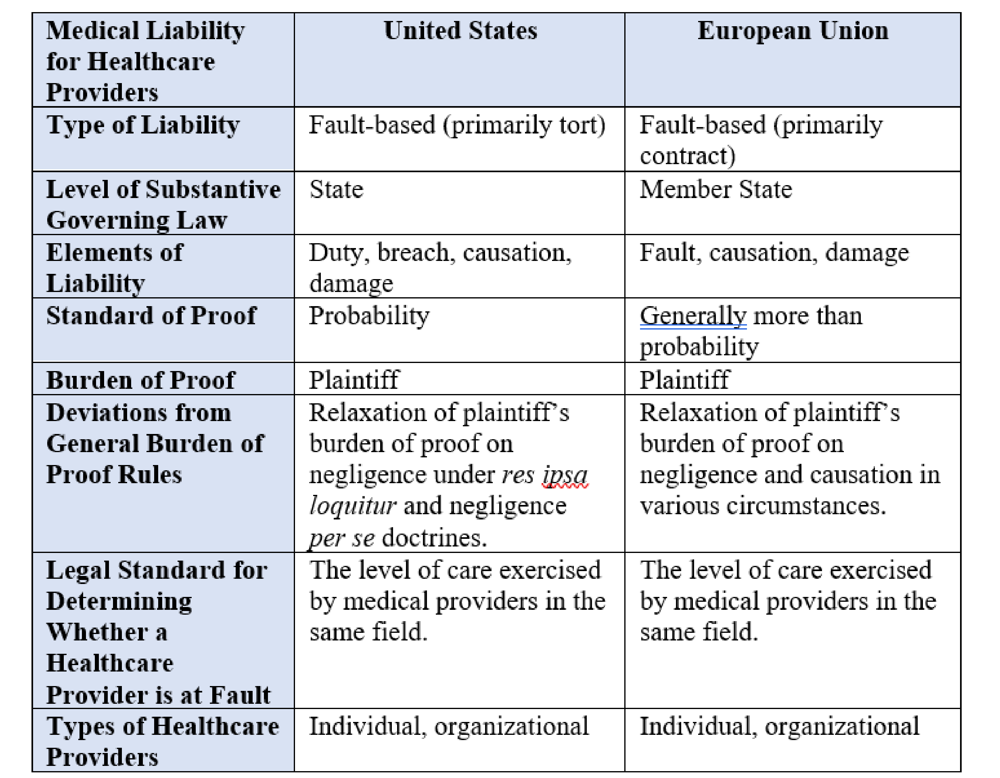 Medical Liability
for Healthcare
Providers
United States
European Union
Type of Liability
Fault-based (primarily tort)
Fault-based (primarily
contract)
Level of Substantive
Governing Law
State
Member State
Elements of
Liability
Duty, breach, causation,
damage
Fault, causation, damage
Standard of Proof
Probability
Generally more than
probability
Burden of Proof
Plaintiff
Plaintiff
Deviations from
General Burden of
Proof Rules
Relaxation of plaintiff’s
burden of proof on
negligence under res ipsa
loquitur and negligence
per se doctrines.
Relaxation of plaintiff’s
burden of proof on
negligence and causation in
various circumstances.
Legal Standard for
Determining
Whether a
Healthcare
Provider is at Fault
The level of care exercised
by medical providers in the
same field.
The level of care exercised
by medical providers in the
same field.
Types of Healthcare
Providers
Individual, organizational
Individual, organizational